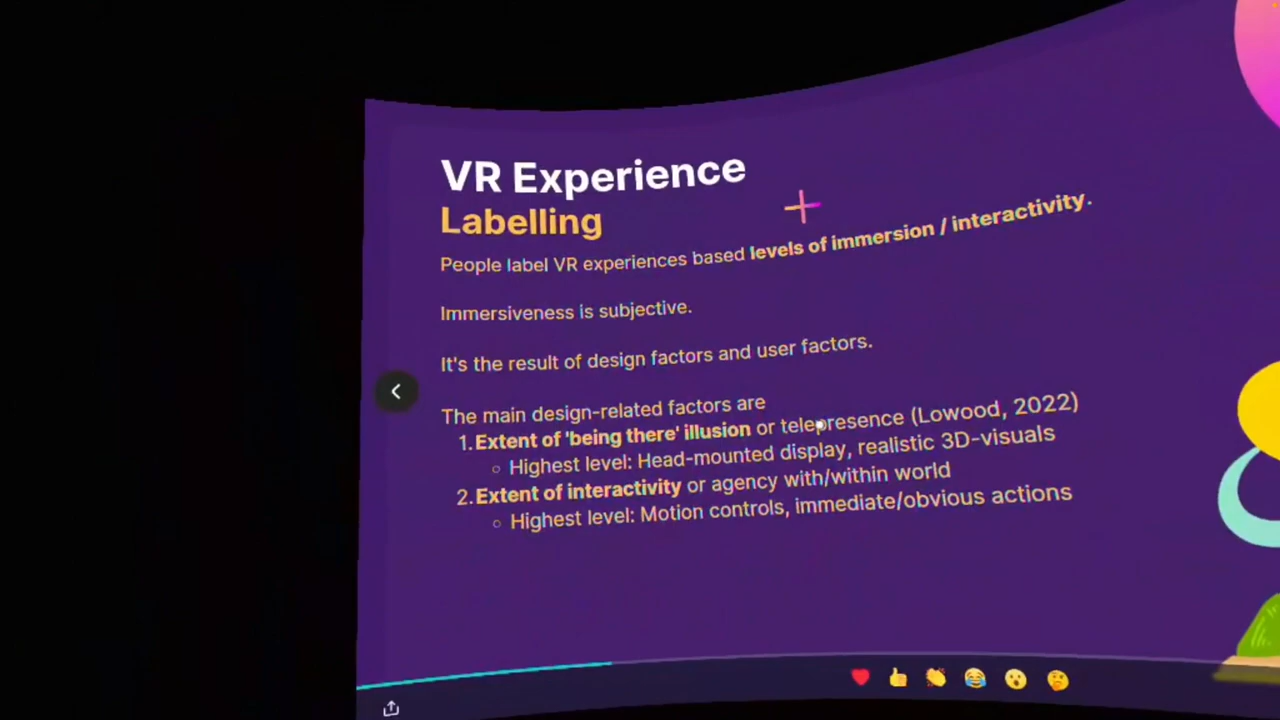 VR Experience
Labelling
People label VR experiences based levels of immersion / interactivity.
Immersiveness is subjective.
It's the result of design factors and user factors.
The main design-related factors are
1. Extent of 'being there' illusion or telepresence (Lowood, 2022)
Highest level: Head-mounted display, realistic 3D-visuals
2. Extent of interactivity or agency with/within world
Highest level: Motion controls, immediate/obvious actions